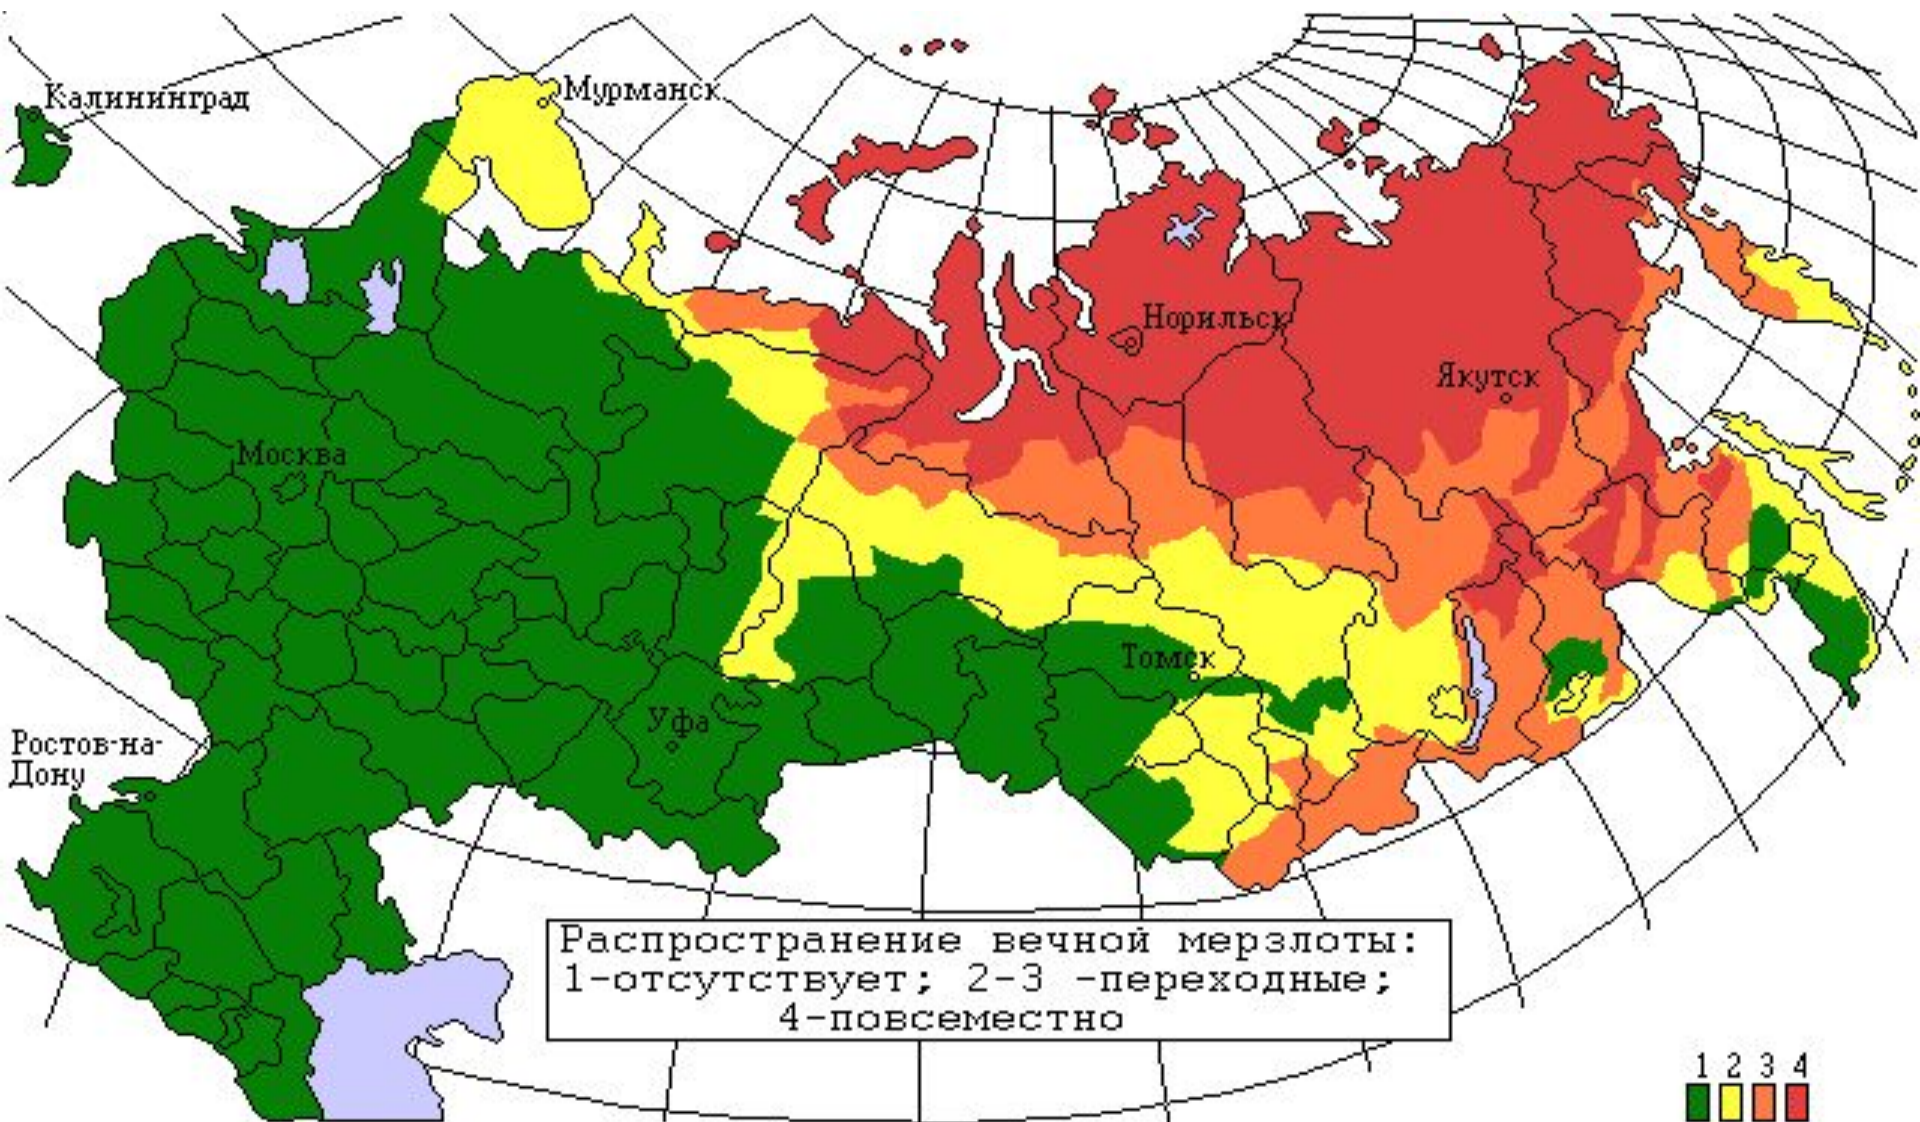 Калининград
Мурманск
Норильск
Якутск
Москва
Томск
Уфа
Ростов-на-
Дону
Распространение вечной мерзлоты:
1-отсутствует; 2-3 -переходные;
4-повсеместно
1 2 3 4